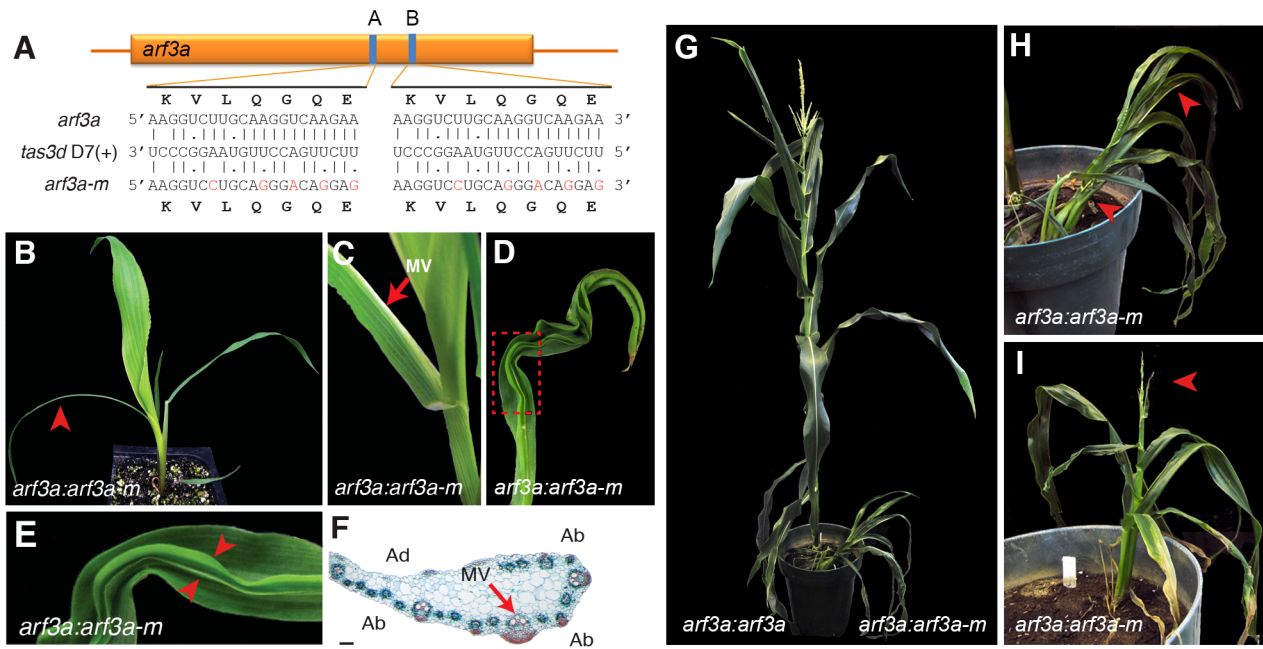 A
A B
arf3a
K V L Q G Q E K V L Q G Q E
arf3a 5’AAGGUCUUGCAAGGUCAAGAA AAGGUCUUGCAAGGUCAAGAA 3’
tas3d D7(+) 3’UCCCGGAAUGUUCCAGUUCUU UCCCGGAAUGUUCCAGUUCUU 5’
arf3a-m 5’AAGGUCCUGCAGGGACAGGAG AAGGUCCUGCAGGGACAGGAG 3’
K V L Q G Q E K V L Q G Q E
B
arf3a:arf3a-m
C
MV
arf3a:arf3a-m
D
arf3a:arf3a-m
E
arf3a:arf3a-m
F
Ad
Ab
MV
Ab
Ab
G
arf3a:arf3a arf3a:arf3a-m
H
arf3a:arf3a-m
I
arf3a:arf3a-m